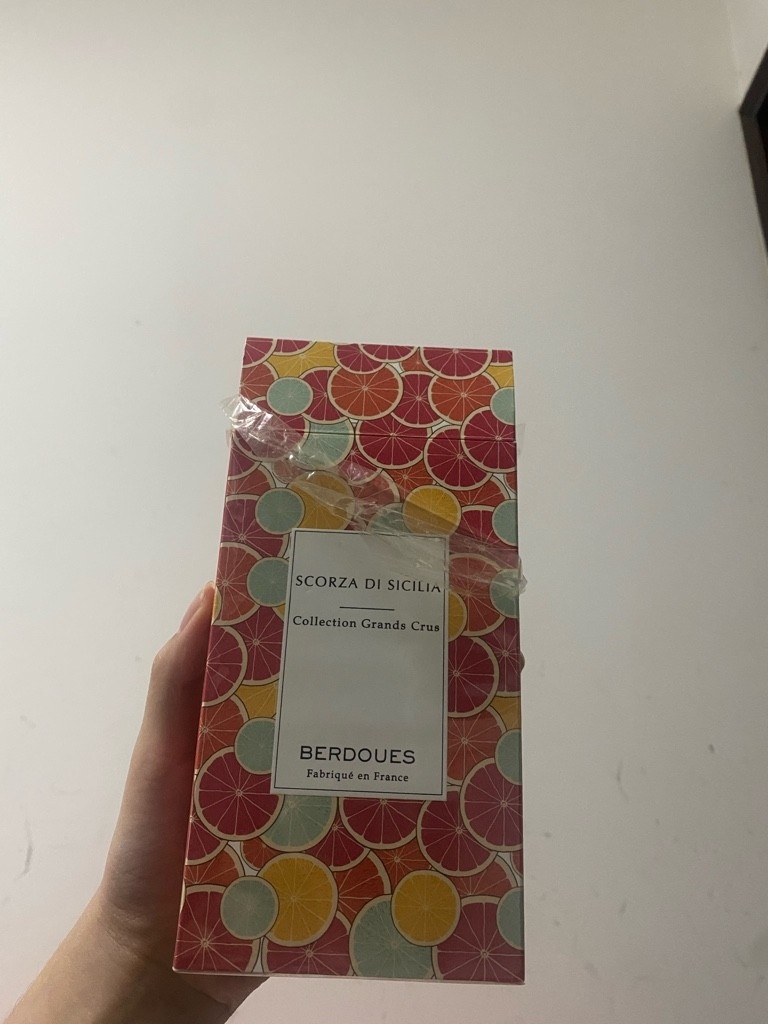 SCORZA DI SICILIA
Collection Grands Crus
BERDOUES
Fabriqué en France